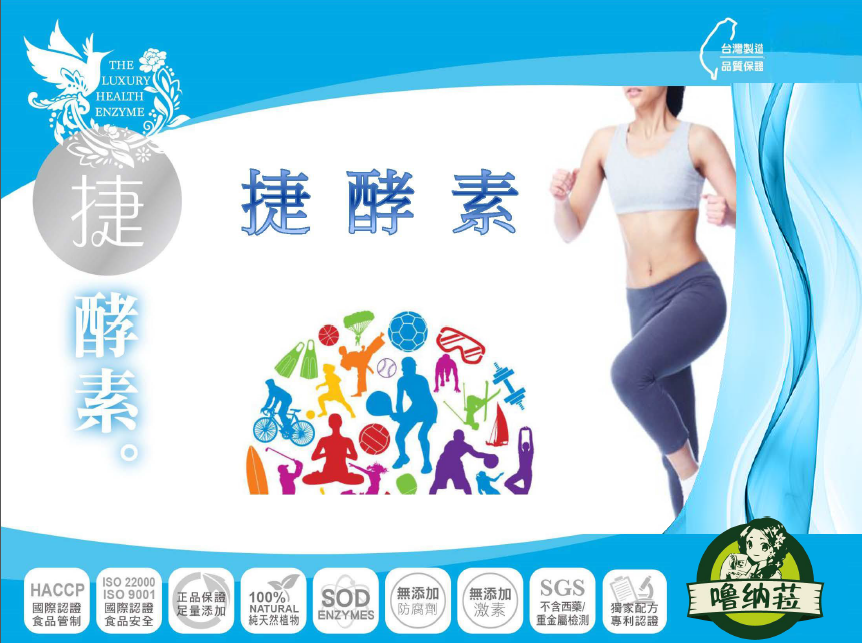 THE
LUXURY
HEALTH
ENZYME
台灣製造
品質保證
捷
酵素。
捷酵素
HACCP
國際認證
食品管制
ISO 22000
ISO 9001
國際認證
食品安全
正品保證
足量添加
100%
NATURAL
純天然植物
SOD
ENZYMES
無添加
防腐劑
無添加
激素
SGS
不含西藥/
重金屬檢測
獨家配方
專利認證
嚕纳菈